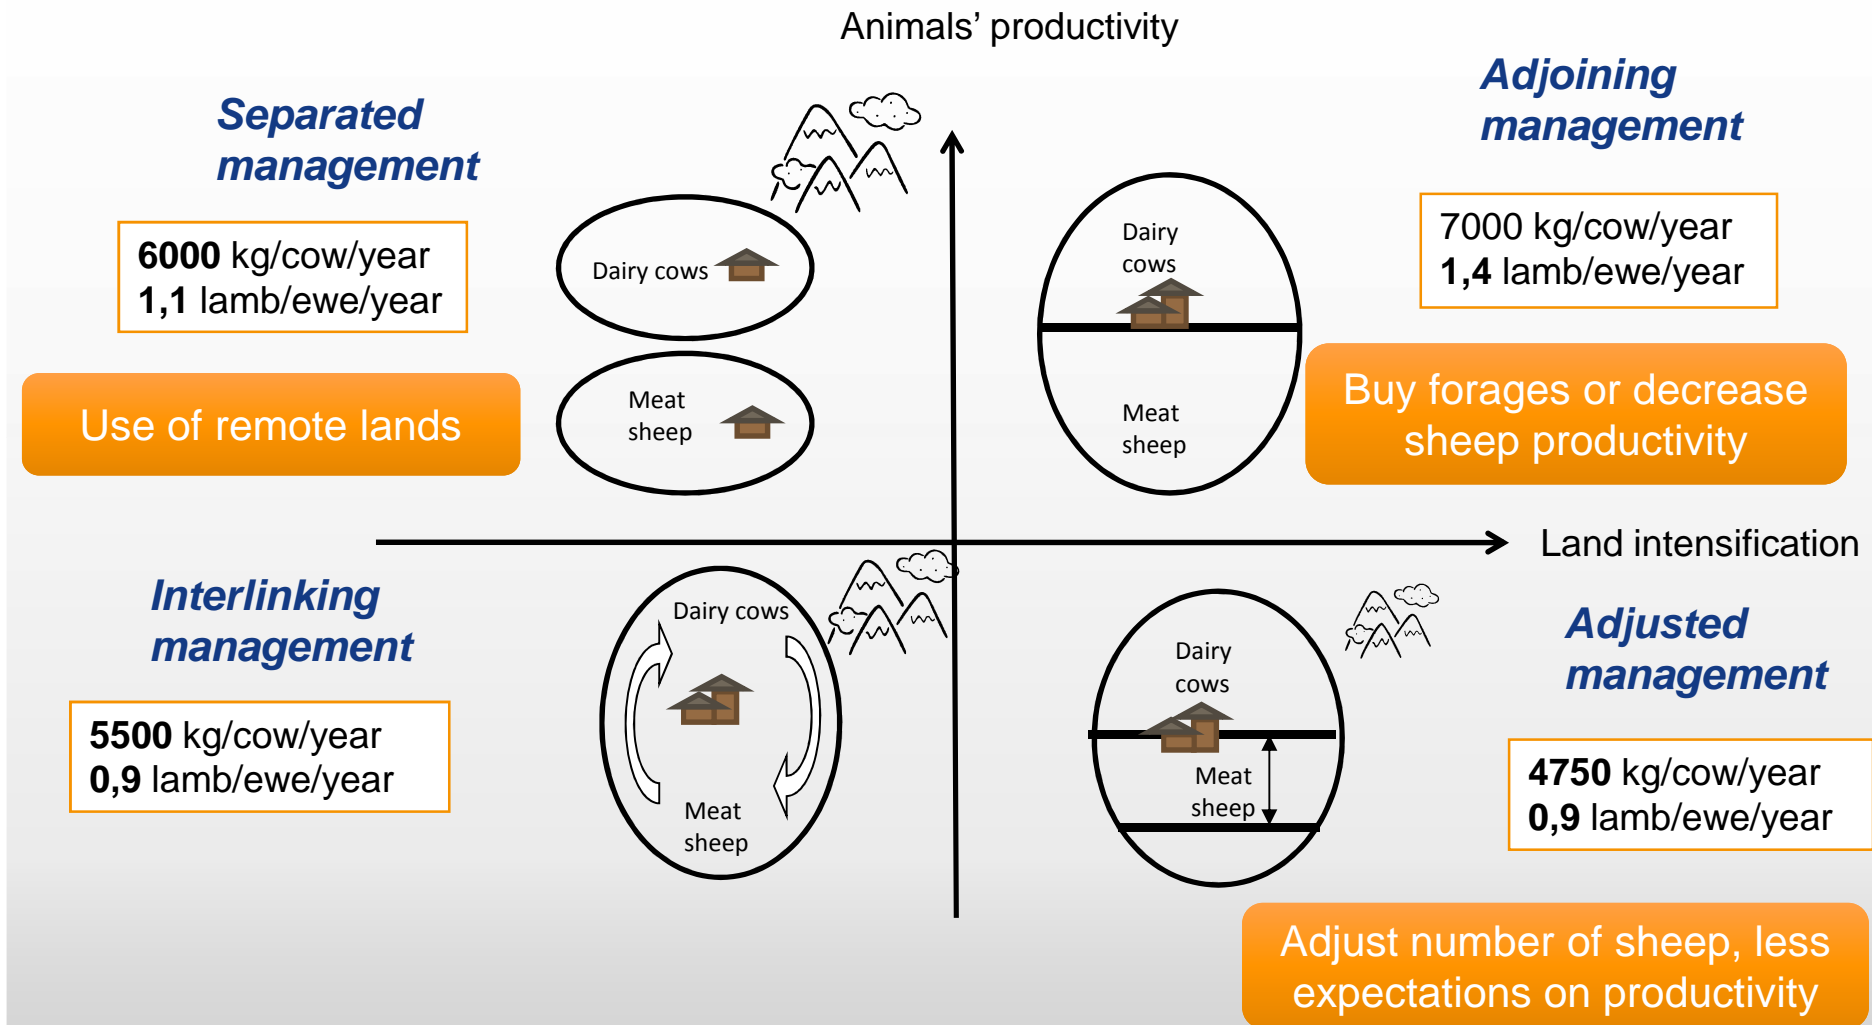 Animals’ productivity
Separated
management
6000 kg/cow/year
1,1 lamb/ewe/year
Use of remote lands
Dairy cows
Meat
sheep
Adjoining
management
7000 kg/cow/year
1,4 lamb/ewe/year
Dairy
cows
Meat
sheep
Buy forages or decrease
sheep productivity
Land intensification
Interlinking
management
5500 kg/cow/year
0,9 lamb/ewe/year
Dairy cows
Meat
sheep
Dairy
cows
Meat
sheep
Adjusted
management
4750 kg/cow/year
0,9 lamb/ewe/year
Adjust number of sheep, less
expectations on productivity